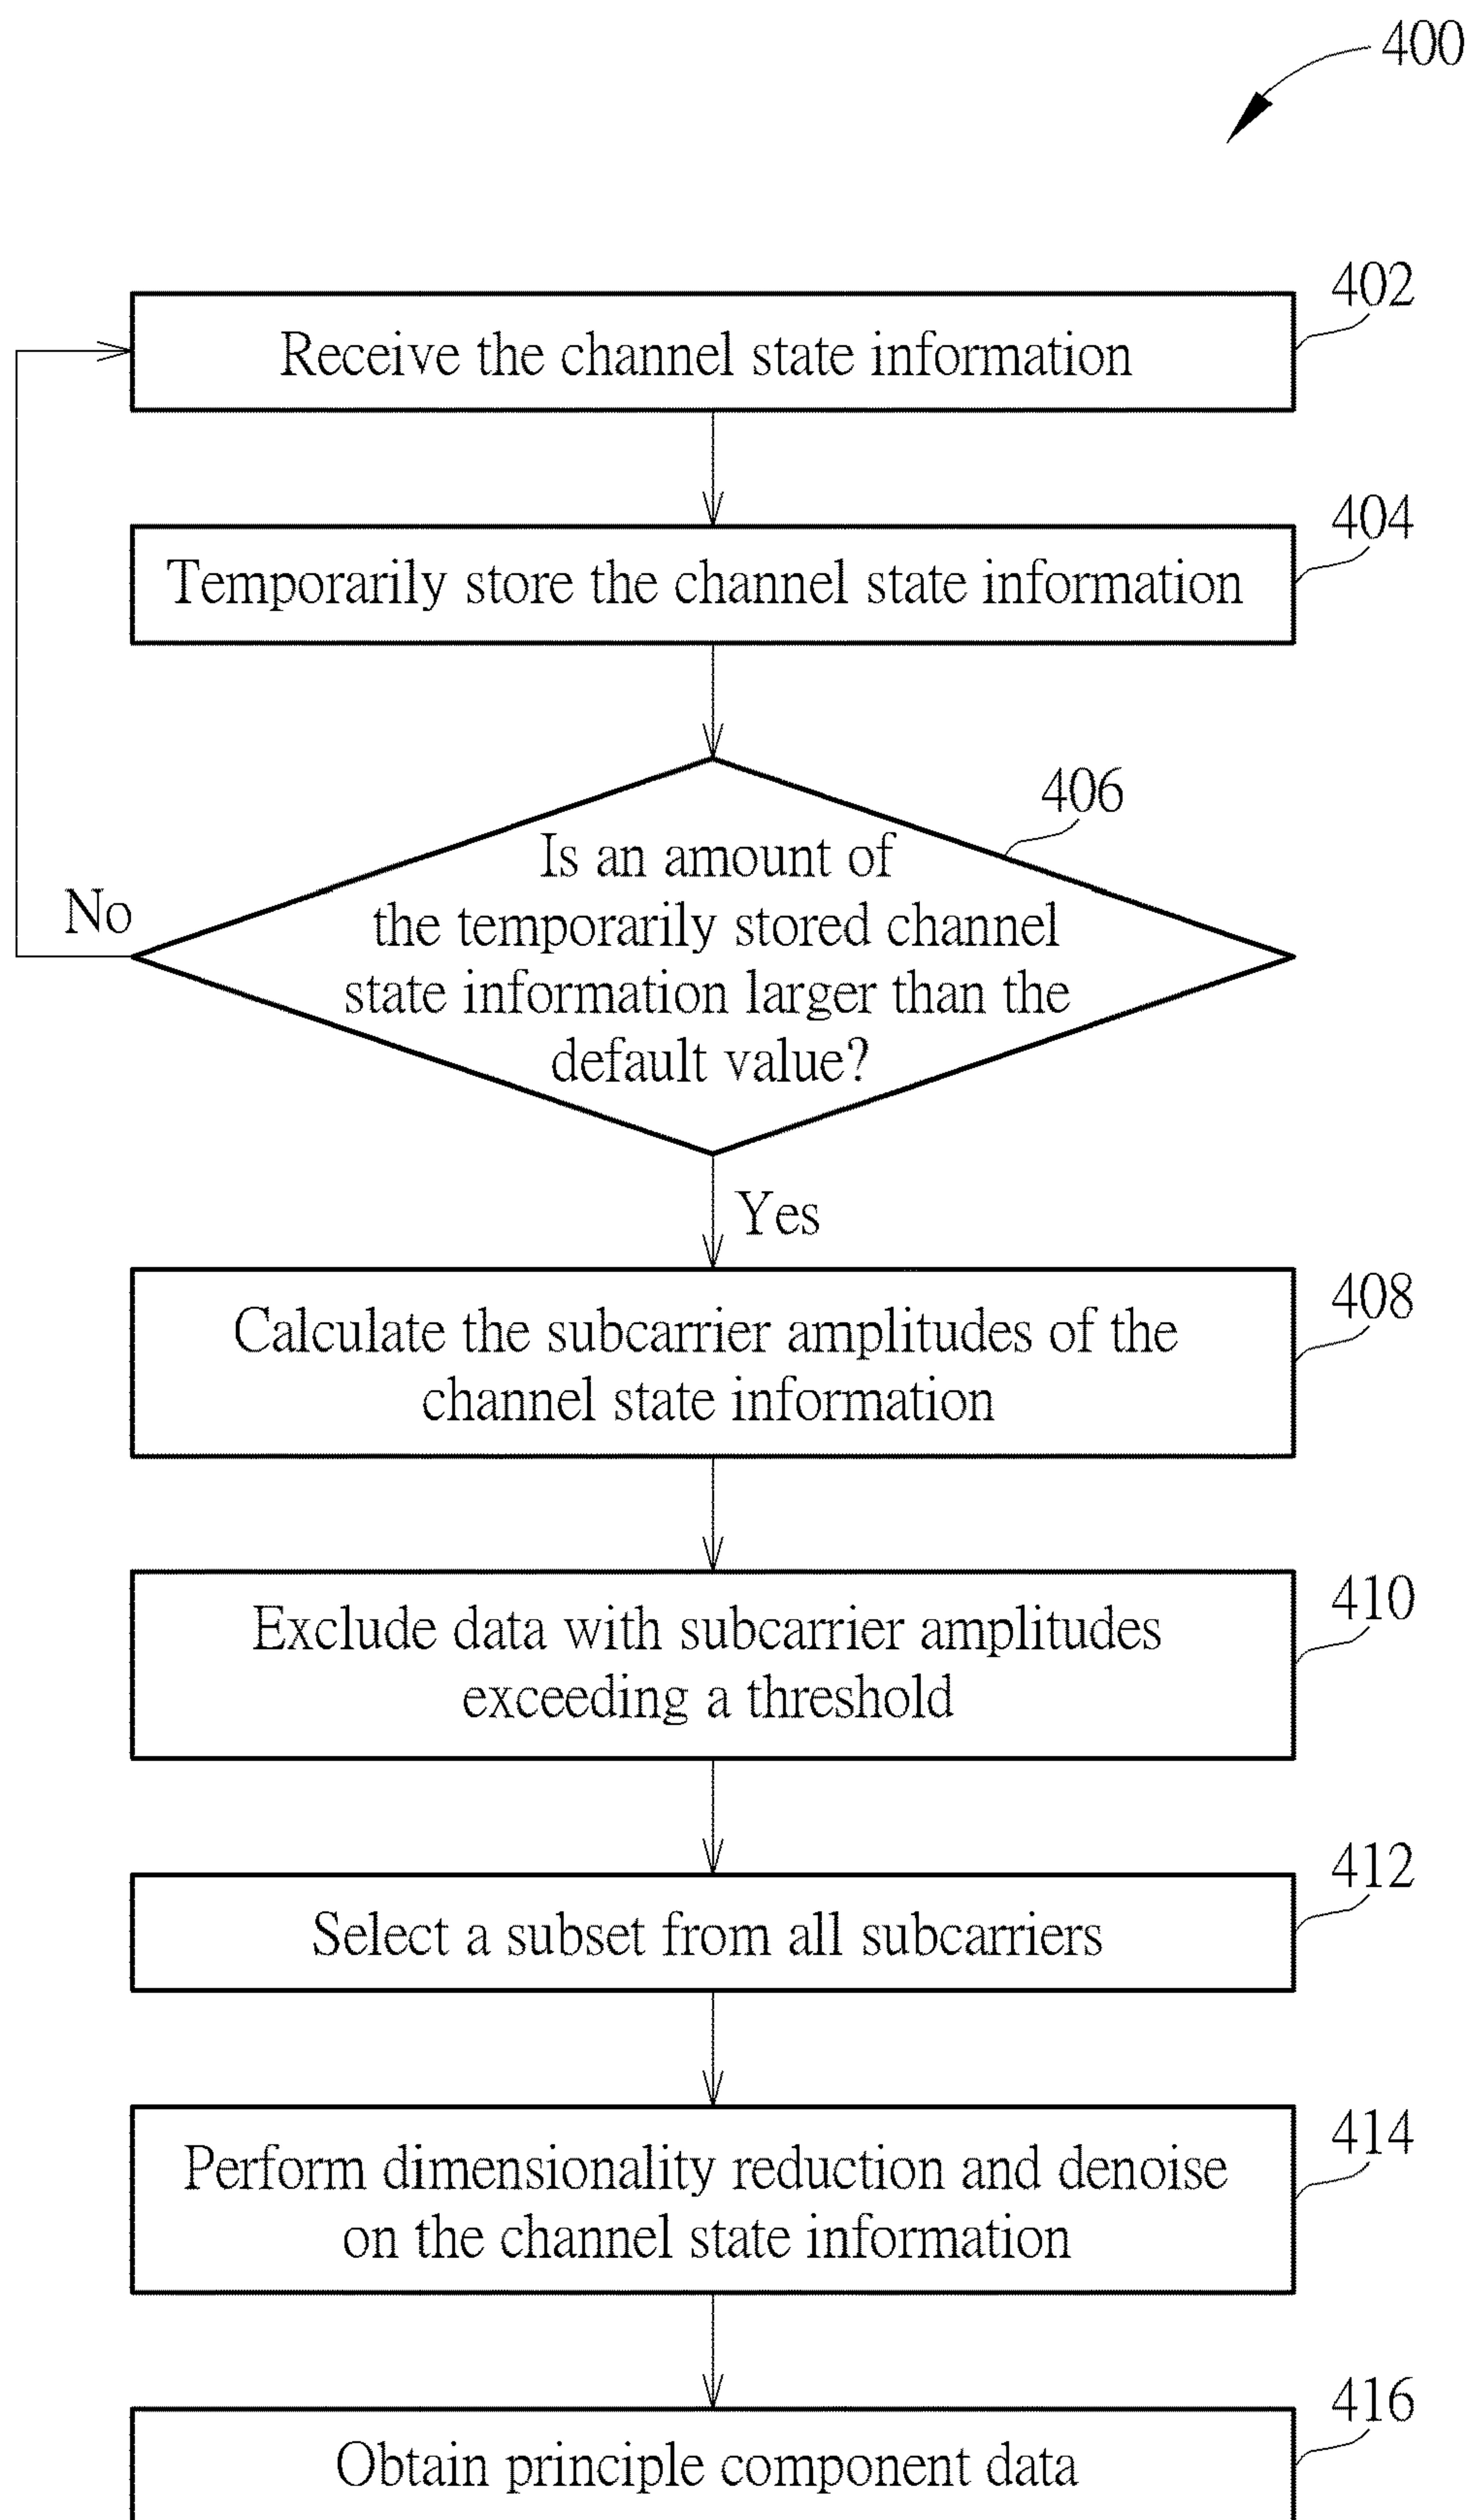 400
402
Receive the channel state information
404
Temporarily store the channel state information
406
Is an amount of
the temporarily stored channel
state information larger than the
default value?
No
Yes
408
Calculate the subcarrier amplitudes of the
channel state information
410
Exclude data with subcarrier amplitudes
exceeding a threshold
412
Select a subset from all subcarriers
414
Perform dimensionality reduction and denoise
on the channel state information
416
Obtain principle component data